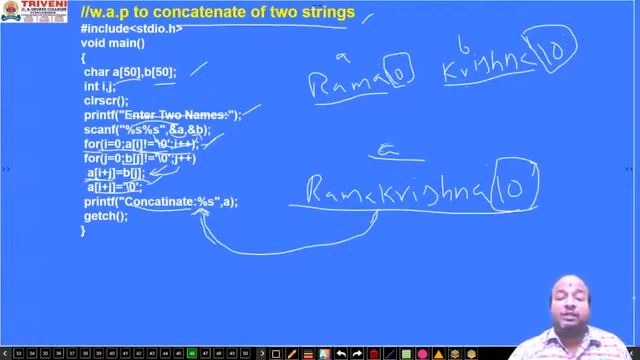 TRIVENI
//w.a.p to concatenate of two strings
#include<stdio.h>
void main()
{
char a[50],b[50];
int i,j;
clrscr();
printf("Enter Two Names:");
scanf("%s%s",&a,&b);
for(i=0;a[i]!='\0';i++);
for(j=0;b[j]!='\0';j++)
a[i+j]=b[j];
a[i+j]='\0';
printf("Concatinate:%s",a);
getch();
}
a
Rama\0
b
Krishna\0
a
Ramakrishna\0